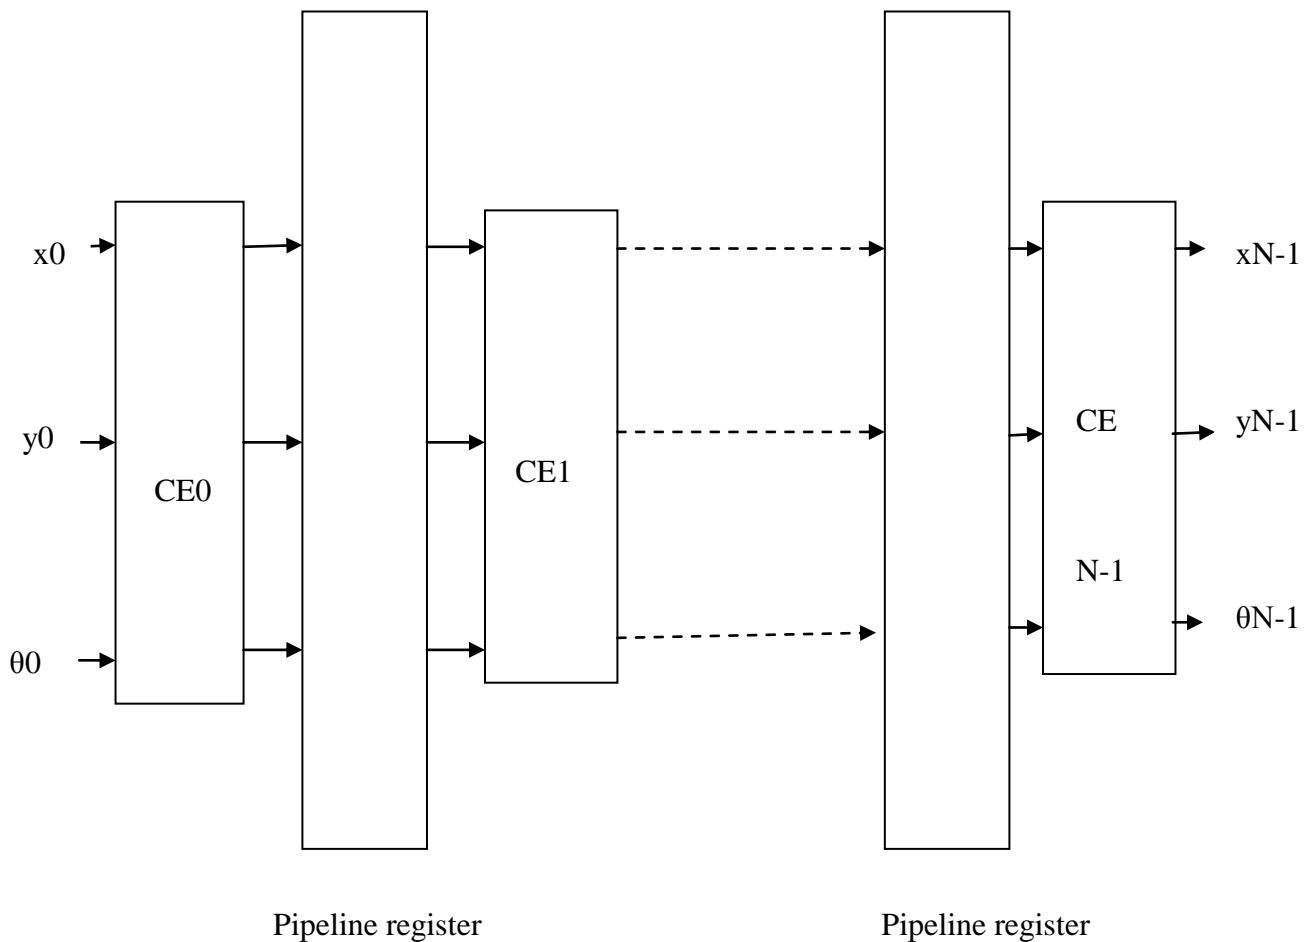 x0
y0
θ0
CE0
CE1
CE
N-1
xN-1
yN-1
θN-1
Pipeline register
Pipeline register